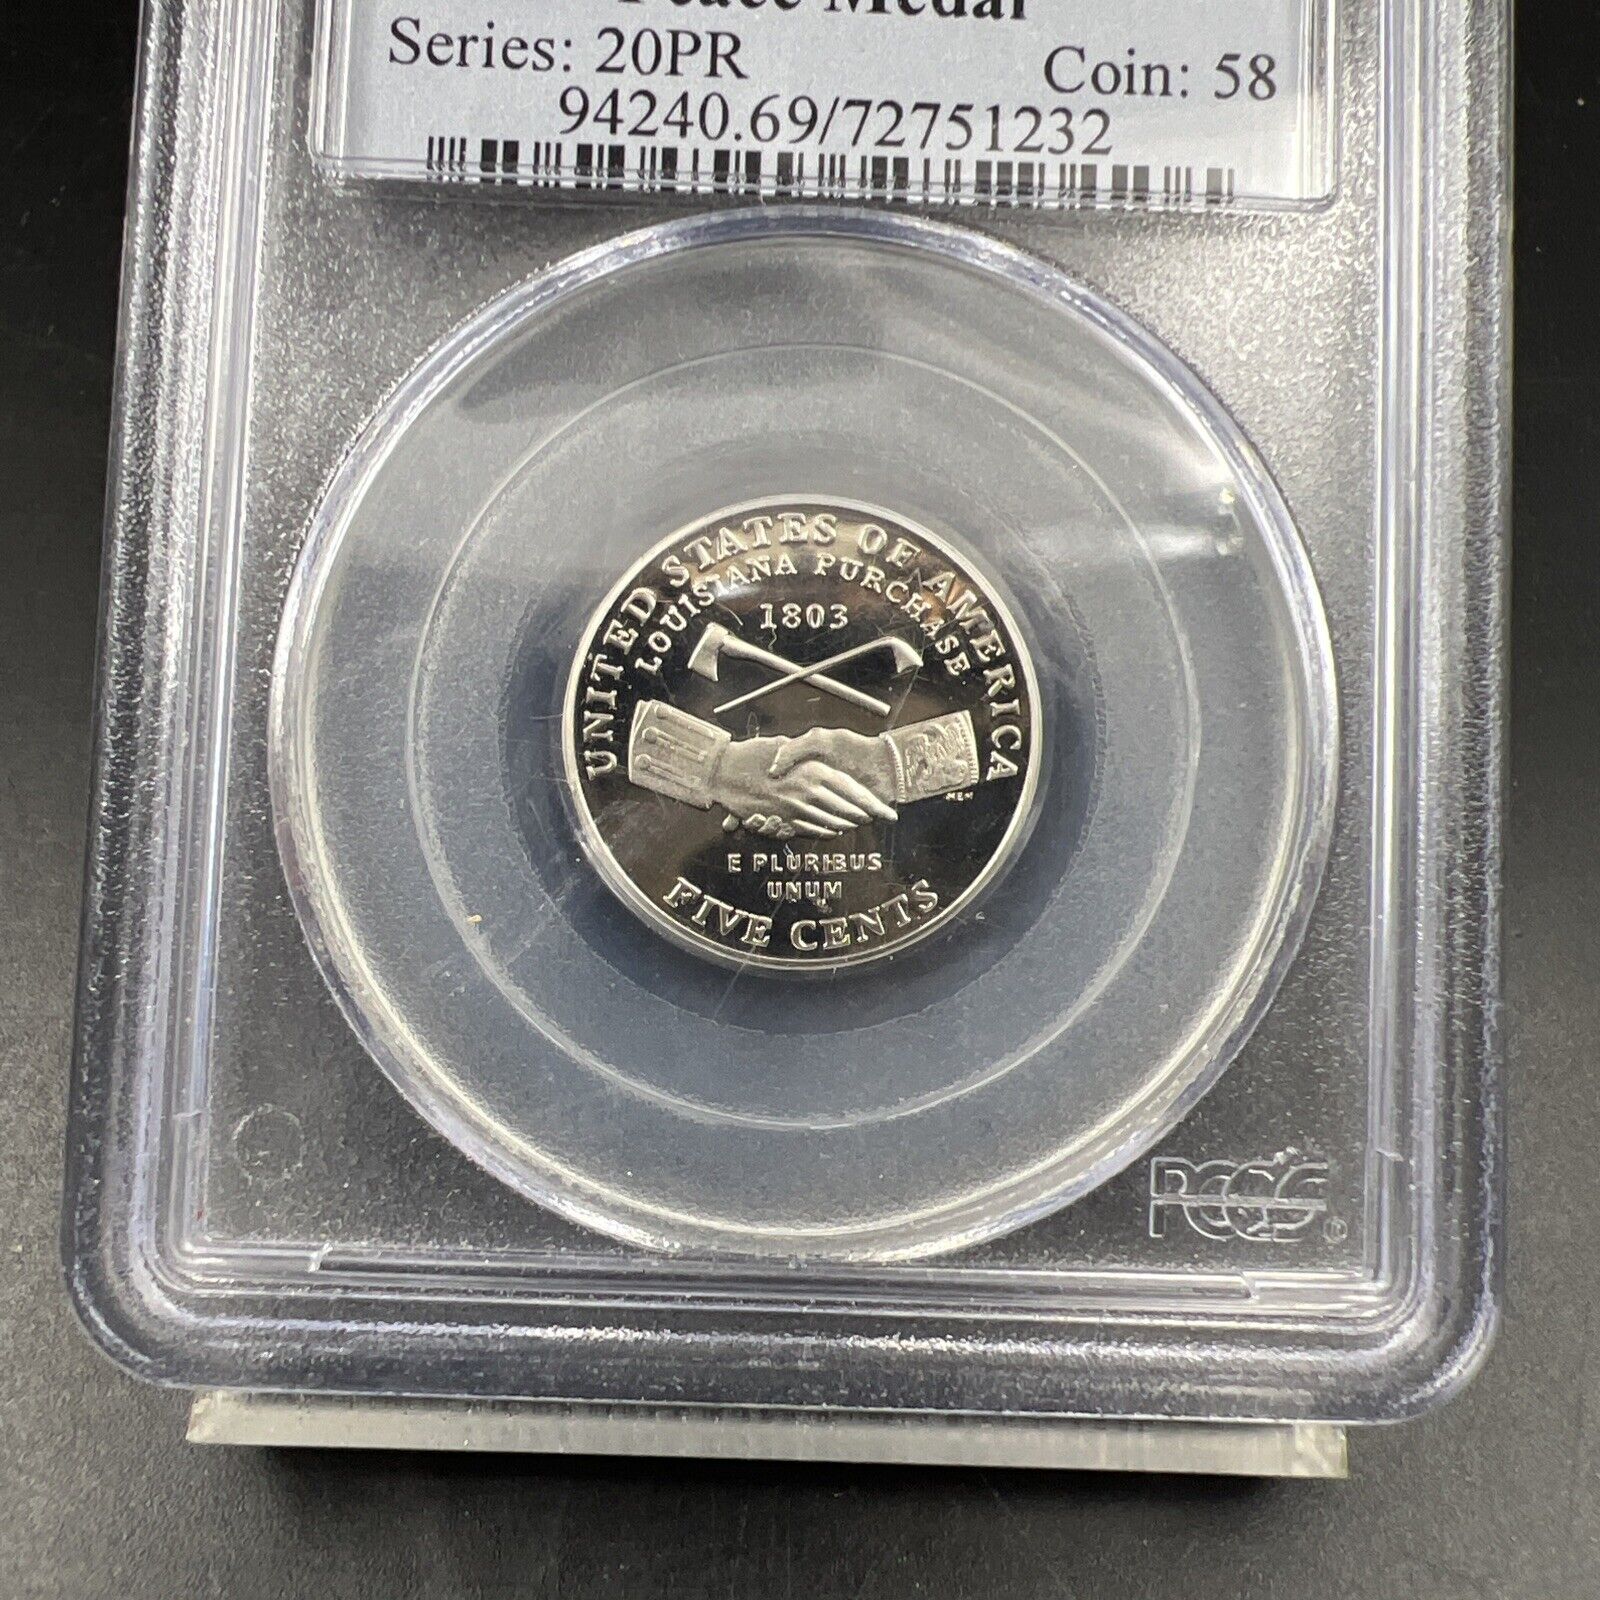 Peace Medal
Series: 20PR
Coin: 58
94240.69/72751232
UNITED STATES OF AMERICA
LOUISIANA PURCHASE
1803
MEM
E PLURIBUS
UNUM
FIVE CENTS
PCGS®